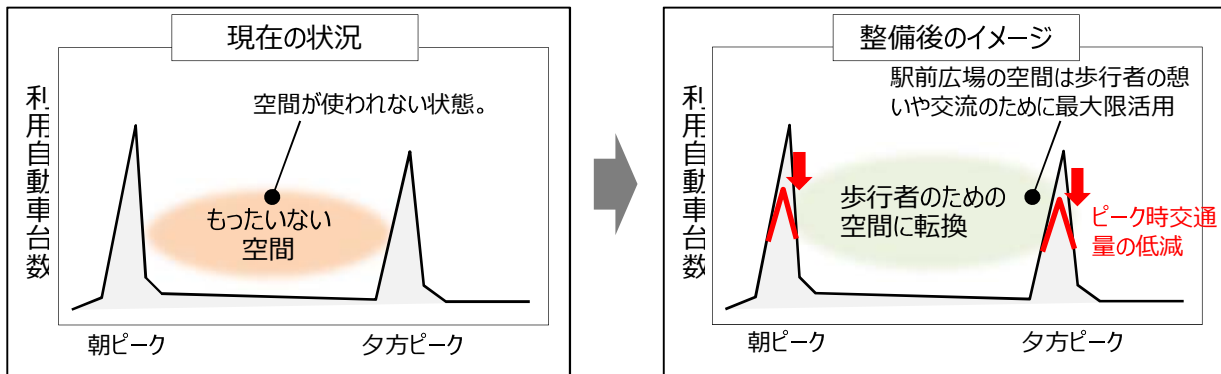 現在の状況
空間が使われない状態。
利用自動車台数
もったいない
空間
朝ピーク
夕方ピーク
整備後のイメージ
駅前広場の空間は歩行者の憩
いや交流のために最大限活用
利用自動車台数
歩行者のための
空間に転換
ピーク時交通
量の低減
朝ピーク
夕方ピーク